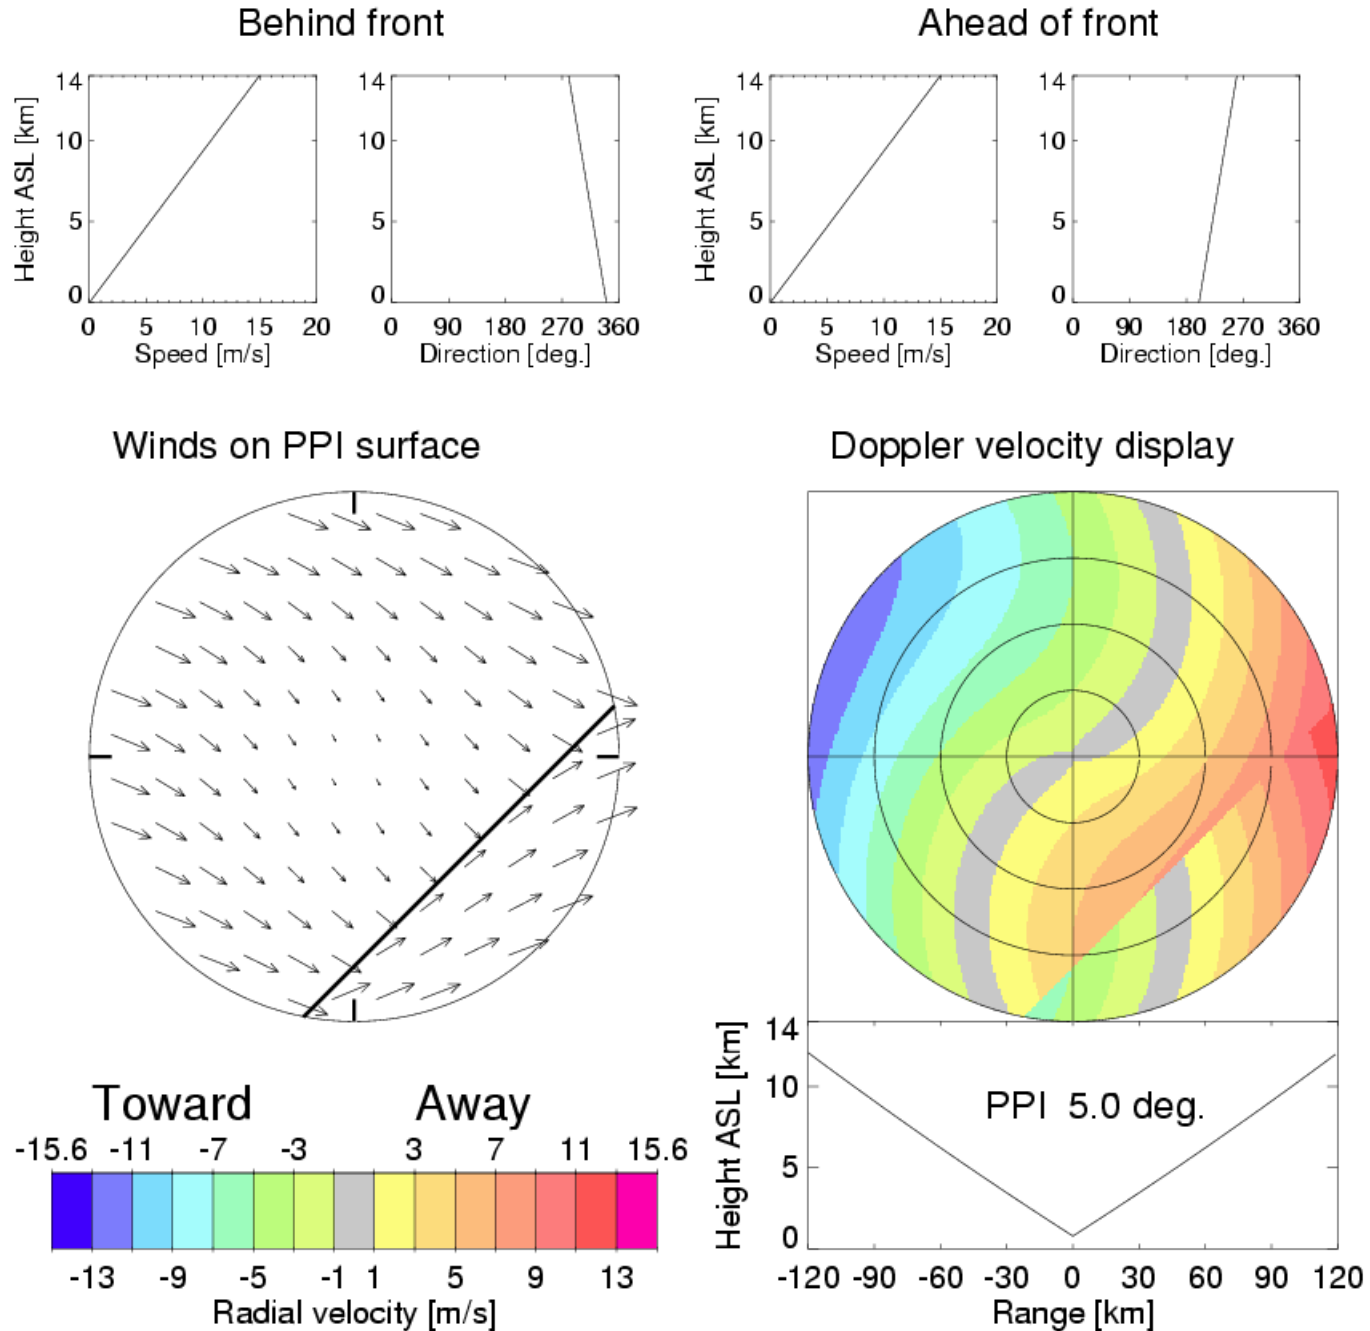 Behind front
Ahead of front
Height ASL [km]
14
10
5
0
0 5 10 15 20
Speed [m/s]
14
10
5
0
0 90 180 270 360
Direction [deg.]
Height ASL [km]
14
10
5
0
0 5 10 15 20
Speed [m/s]
14
10
5
0
0 90 180 270 360
Direction [deg.]
Winds on PPI surface
Doppler velocity display
Toward Away
-15.6 -11 -7 -3 3 7 11 15.6
-13 -9 -5 -1 1 5 9 13
Radial velocity [m/s]
Height ASL [km]
14
10
5
0
PPI 5.0 deg.
-120 -90 -60 -30 0 30 60 90 120
Range [km]